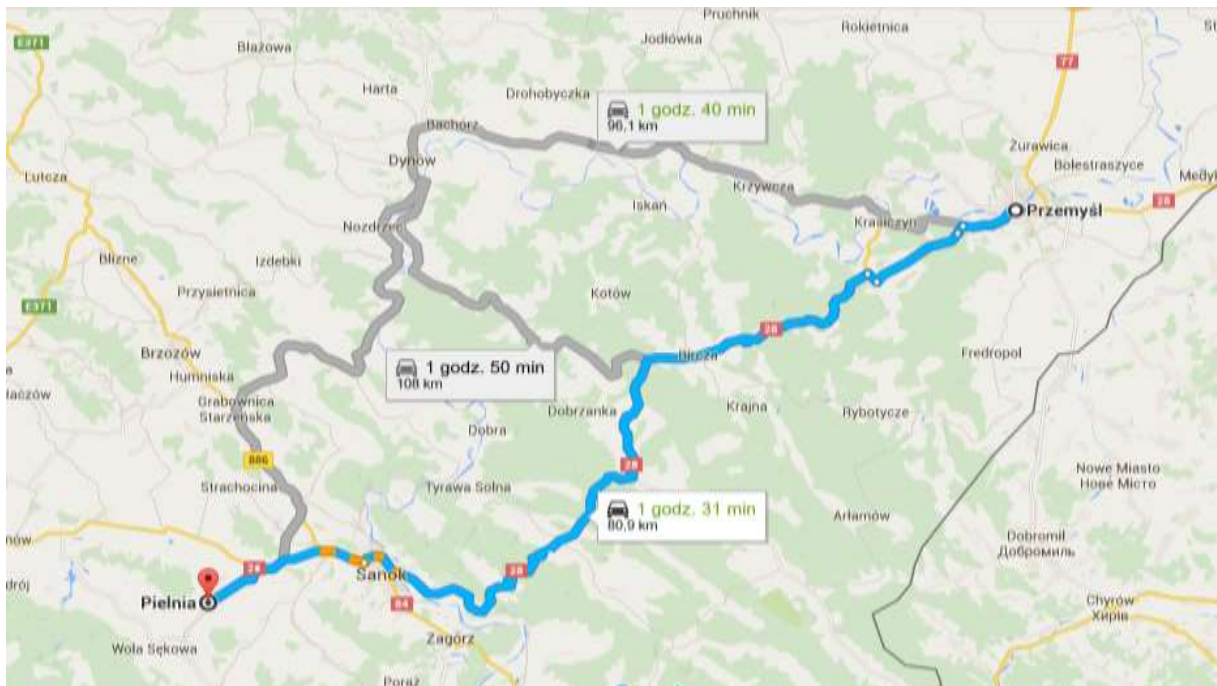 Pruchnik
Rokietnica
St
E371
Błażowa
Jodłówka
77
Harta
Drohobyczka
1 godz. 40 min
96,1 km
Bachórz
Żurawica
Dynów
Bolestraszyce
Lutcza
Krzywcza
Medyk
Iskań
28
Przemyśl
Nozdrzec
Krasiczyn
Blizne
Izdebki
Przysietnica
Kotów
E371
28
Brzozów
Bircza
Fredropol
Humniska
1 godz. 50 min
108 km
Grabownica
Starzeńska
Dobrzanka
Krajna
Rybotycze
Dobra
886
28
Nowe Miasto
Нове Місто
Strachocina
Tyrawa Solna
1 godz. 31 min
80,9 km
Arłamów
Dobromil
Добромиль
nów
28
28
Sanok
drój
Pielnia
84
Chyrów
Хирів
Zagórz
Wola Sękowa
Poraż